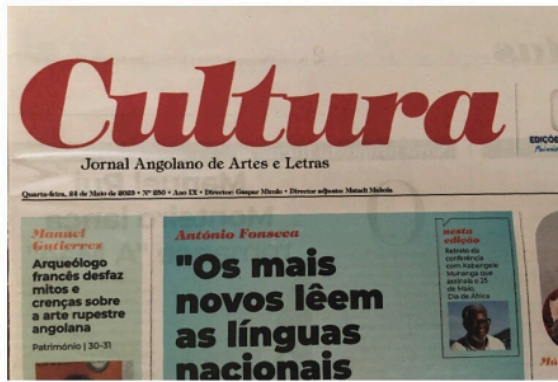 Cultura
Jornal Angolano de Artes e Letras
EDIÇÕE
Quarta-feira, 24 de Maio de 2023 • Nº 250 • Ano IX • Director: Gaspar Micolo • Director adjunto: Matadi Makola
Manuel
Gutierrez
Arqueólogo
francês desfaz
mitos e
crenças sobre
a arte rupestre
angolana
Património | 30-31
António Fonseca
"Os mais
novos lêem
as línguas
nacionais
nesta
edição
Retrato da
conferência
com Kabengele
Munanga que
assinala o 25
de Maio,
Dia de África